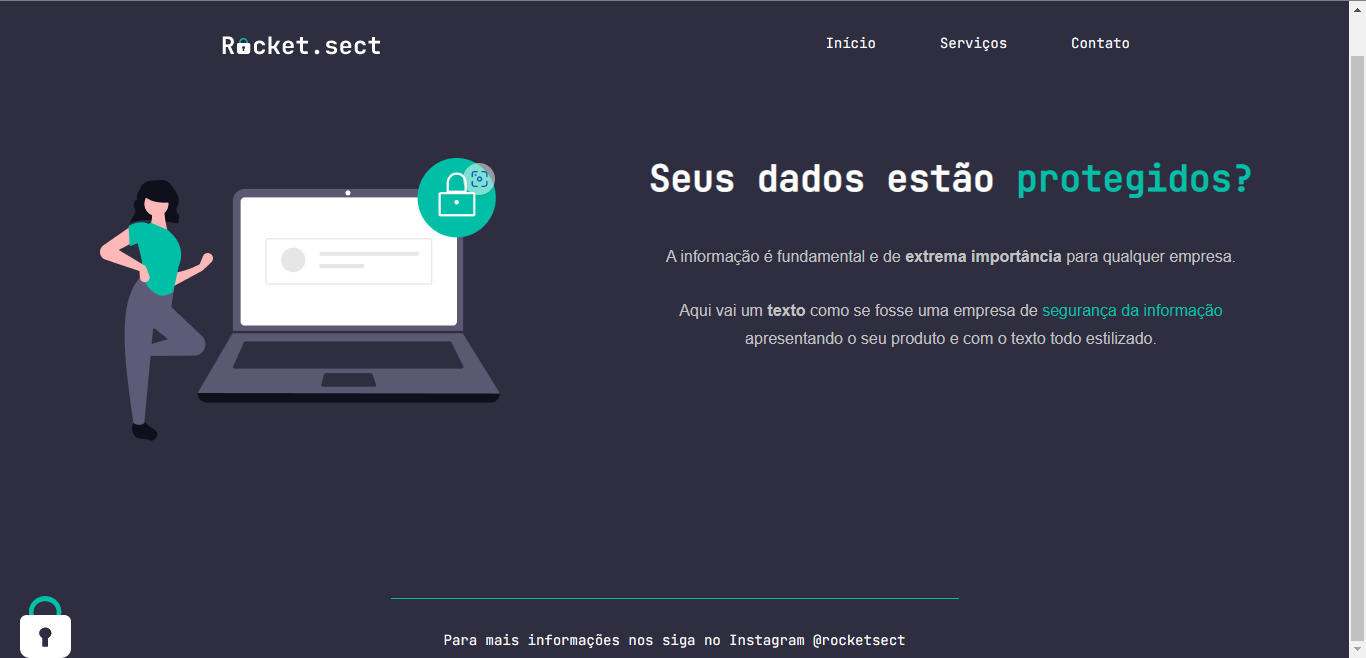 Rocket.sect
Início
Serviços
Contato
Seus dados estão protegidos?
A informação é fundamental e de extrema importância para qualquer empresa.
Aqui vai um texto como se fosse uma empresa de segurança da informação
apresentando o seu produto e com o texto todo estilizado.
Para mais informações nos siga no Instagram @rocketsect